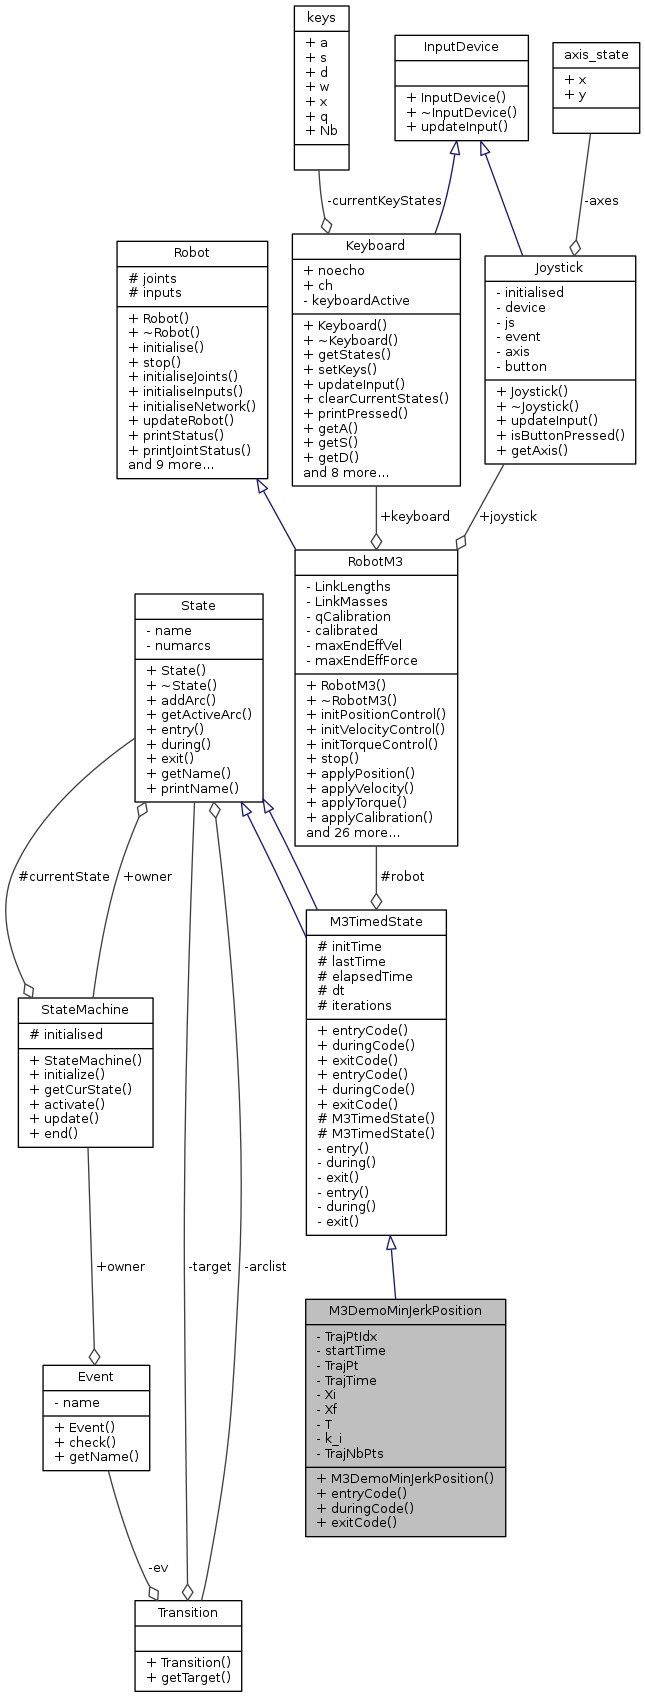 keys
+ a
+ s
+ d
+ w
+ x
+ q
+ Nb
InputDevice
+ InputDevice()
+ ~InputDevice()
+ updateInput()
axis_state
+ x
+ y
-currentKeyStates
-axes
Robot
# joints
# inputs
+ Robot()
+ ~Robot()
+ initialise()
+ stop()
+ initialiseJoints()
+ initialiseInputs()
+ initialiseNetwork()
+ updateRobot()
+ printStatus()
+ printJointStatus()
and 9 more...
Keyboard
+ noecho
+ ch
- keyboardActive
+ Keyboard()
+ ~Keyboard()
+ getStates()
+ setKeys()
+ updateInput()
+ clearCurrentStates()
+ printPressed()
+ getA()
+ getS()
+ getD()
and 8 more...
Joystick
- initialised
- device
- js
- event
- axis
- button
+ Joystick()
+ ~Joystick()
+ updateInput()
+ isButtonPressed()
+ getAxis()
+keyboard
+joystick
RobotM3
- LinkLengths
- LinkMasses
- qCalibration
- calibrated
- maxEndEffVel
- maxEndEffForce
+ RobotM3()
+ ~RobotM3()
+ initPositionControl()
+ initVelocityControl()
+ initTorqueControl()
+ stop()
+ applyPosition()
+ applyVelocity()
+ applyTorque()
+ applyCalibration()
and 26 more...
State
- name
- numarcs
+ State()
+ ~State()
+ addArc()
+ getActiveArc()
+ entry()
+ during()
+ exit()
+ getName()
+ printName()
#currentState
+owner
#robot
M3TimedState
# initTime
# lastTime
# elapsedTime
# dt
# iterations
+ entryCode()
+ duringCode()
+ exitCode()
+ entryCode()
+ duringCode()
+ exitCode()
# M3TimedState()
# M3TimedState()
- entry()
- during()
- exit()
- entry()
- during()
- exit()
StateMachine
# initialised
+ StateMachine()
+ initialize()
+ getCurState()
+ activate()
+ update()
+ end()
+owner
-target
-arclist
M3DemoMinJerkPosition
- TrajPtIdx
- startTime
- TrajPt
- TrajTime
- Xi
- Xf
- T
- k_i
- TrajNbPts
+ M3DemoMinJerkPosition()
+ entryCode()
+ duringCode()
+ exitCode()
Event
- name
+ Event()
+ check()
+ getName()
-ev
Transition
+ Transition()
+ getTarget()